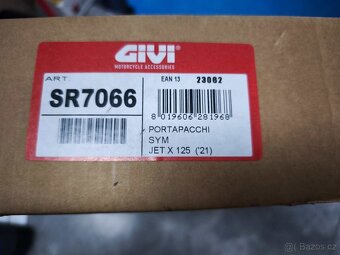 GIVI
MOTORCYCLE ACCESSORIES
ART.
EAN 13
23062
SR7066
8 019606 281968
PORTAPACCHI
SYM
JET X 125 ('21)
Bazos.cz